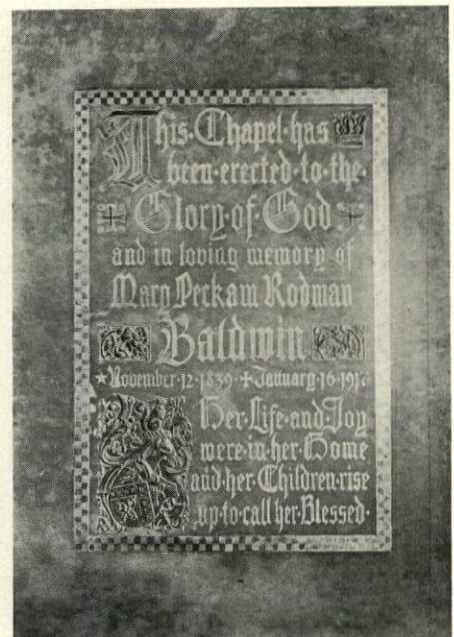 This·Chapel·has
been·erected·to·the·
Glory·of·God
and in loving memory of
Mary Peckam Rodman
Baldwin
November·12·1839·January·16·
Her·Life·and·Joy
were·in·her·Home
and·her·Children·rise
up·to·call·her·Blessed·